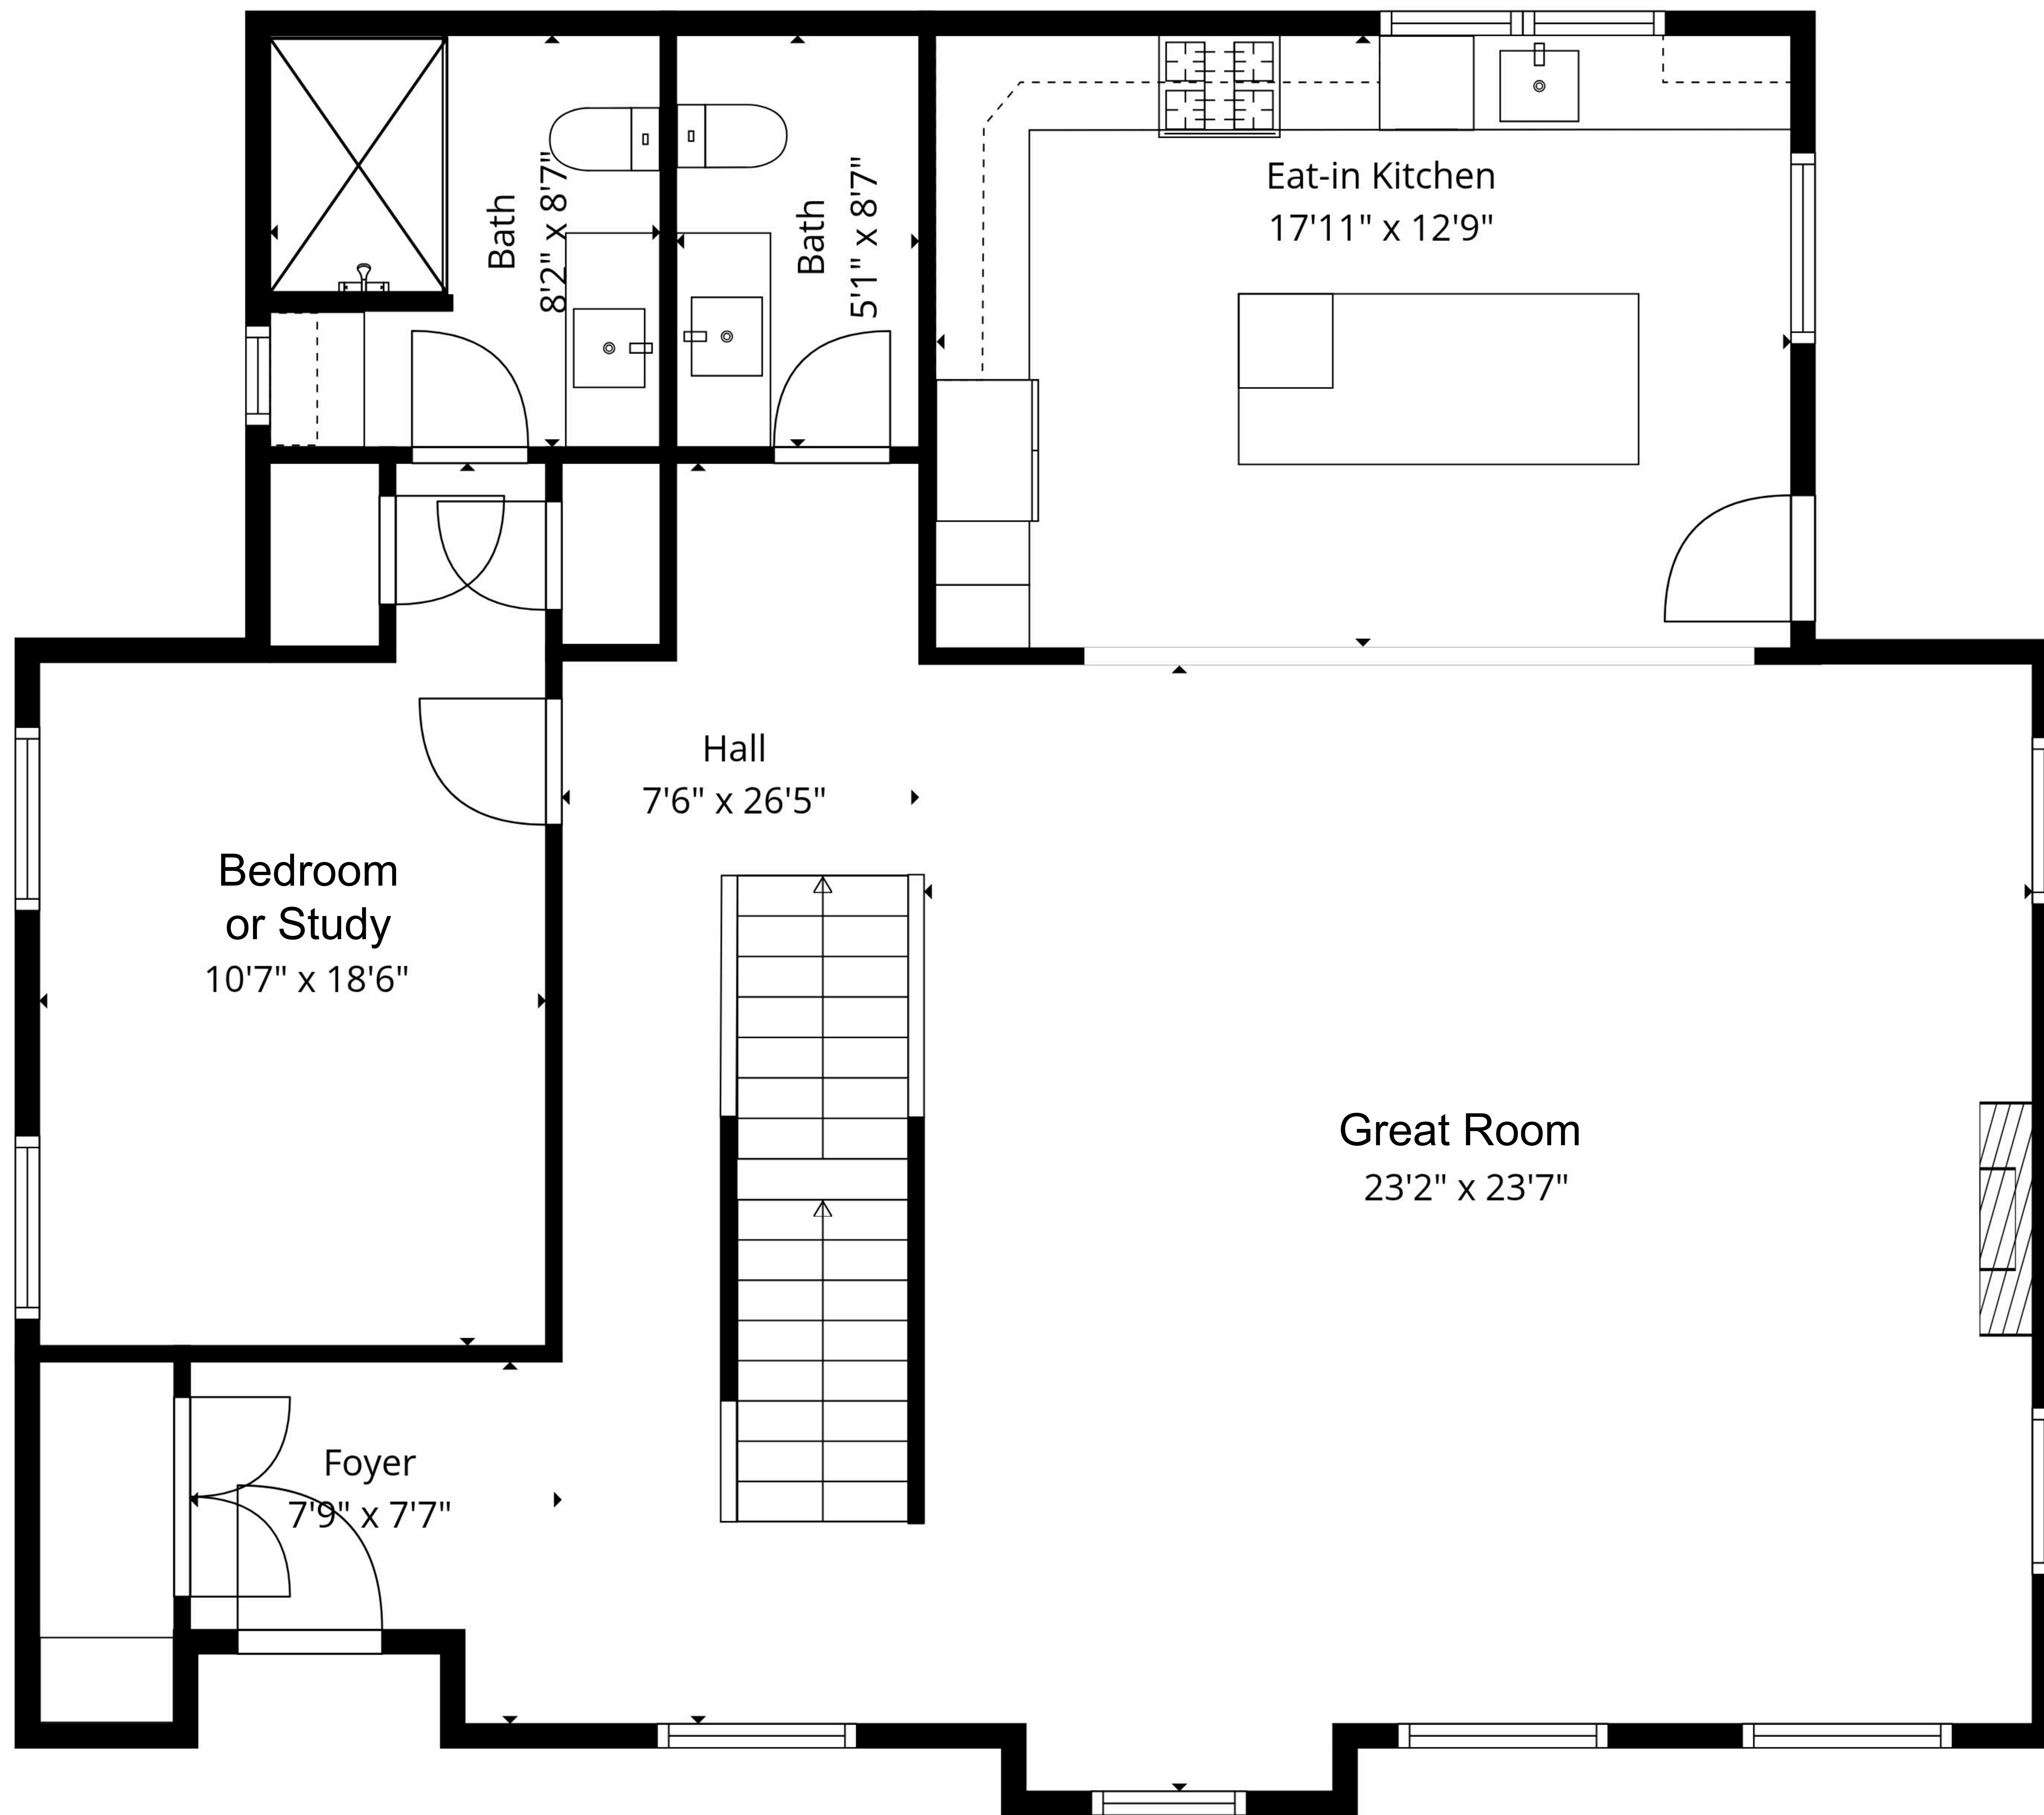 Bath
8'2" x 8'7"
Bath
5'1" x 8'7"
Eat-in Kitchen
17'11" x 12'9"
Hall
7'6" x 26'5"
Bedroom
or Study
10'7" x 18'6"
Great Room
23'2" x 23'7"
Foyer
7'9" x 7'7"